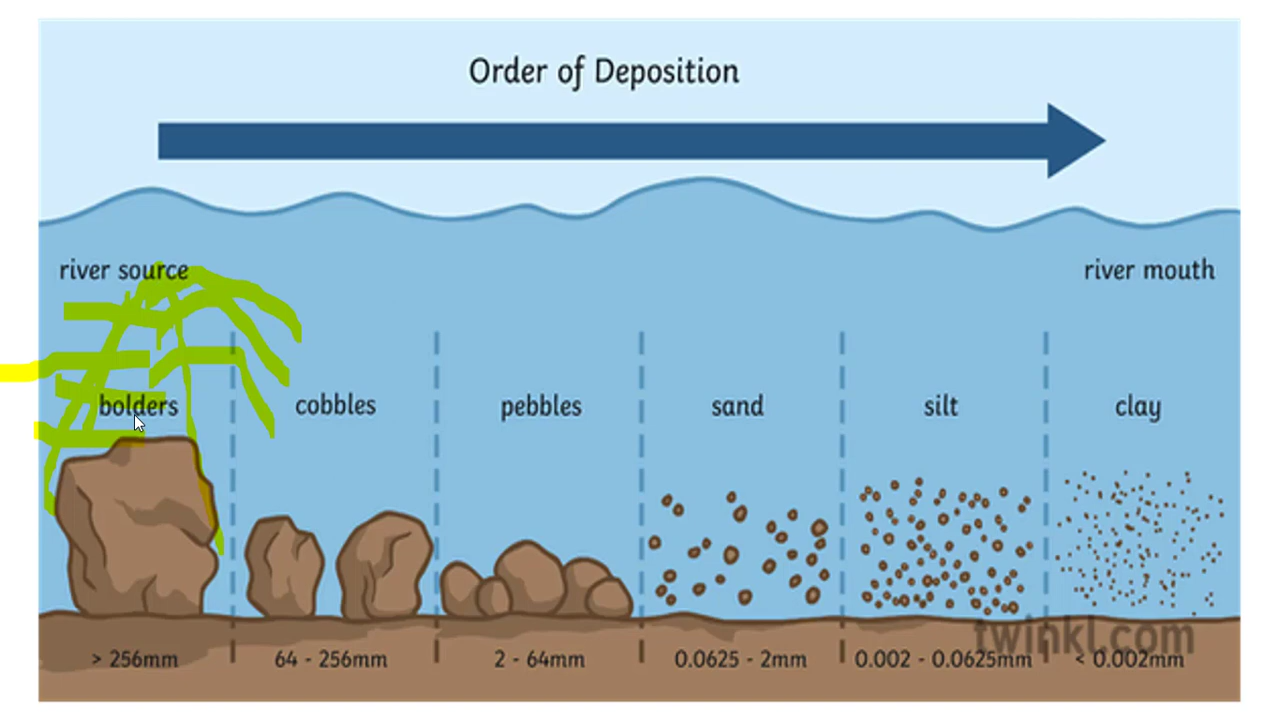 Order of Deposition
river source
river mouth
bolders
cobbles
pebbles
sand
silt
clay
twinkl.com
> 256mm
64 - 256mm
2 - 64mm
0.0625 - 2mm
0.002 - 0.0625mm
< 0.002mm